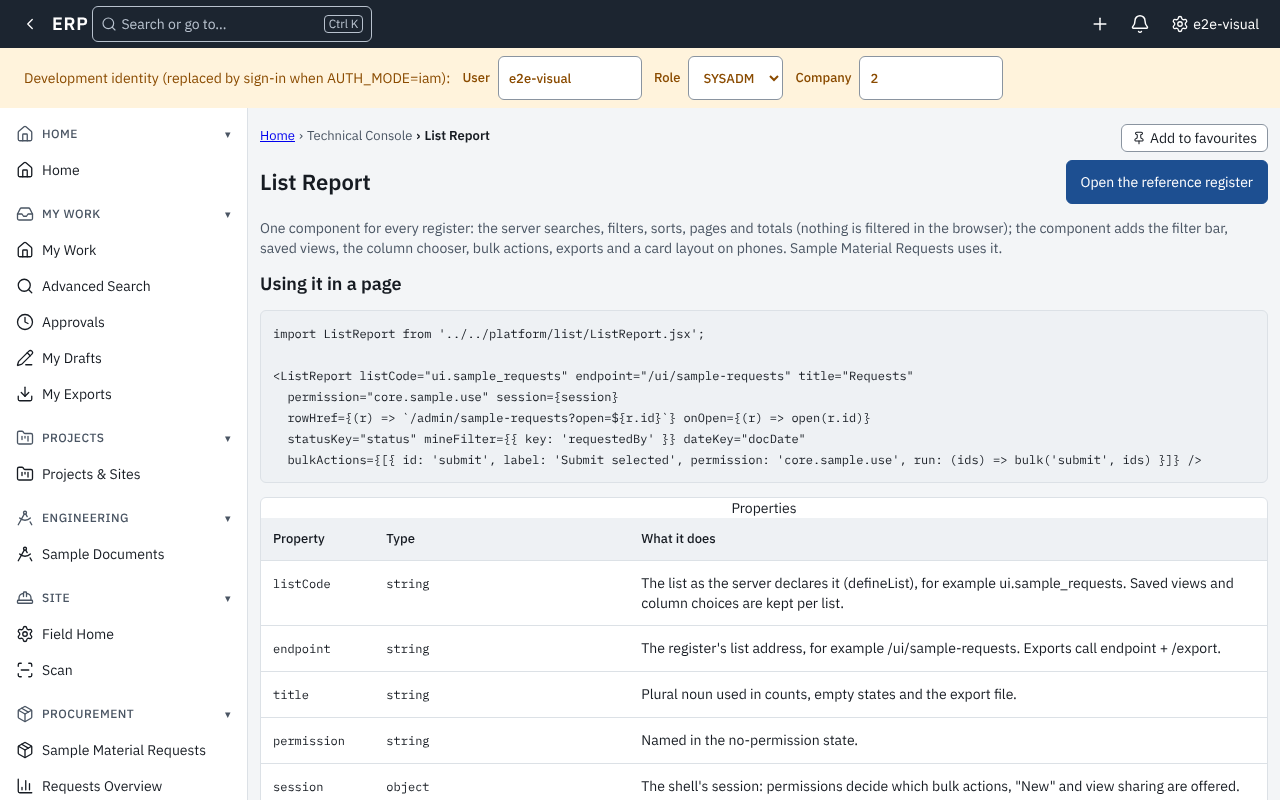 ERP
Search or go to...
Ctrl K
e2e-visual
Development identity (replaced by sign-in when AUTH_MODE=iam):
User
e2e-visual
Role
SYSADM
Company
2
HOME
Home
MY WORK
My Work
Advanced Search
Approvals
My Drafts
My Exports
PROJECTS
Projects & Sites
ENGINEERING
Sample Documents
SITE
Field Home
Scan
PROCUREMENT
Sample Material Requests
Requests Overview
Home › Technical Console › List Report
Add to favourites
List Report
Open the reference register
One component for every register: the server searches, filters, sorts, pages and totals (nothing is filtered in the browser); the component adds the filter bar,
saved views, the column chooser, bulk actions, exports and a card layout on phones. Sample Material Requests uses it.
Using it in a page
import ListReport from '../../platform/list/ListReport.jsx';
<ListReport listCode="ui.sample_requests" endpoint="/ui/sample-requests" title="Requests"
permission="core.sample.use" session={session}
rowHref={(r) => `/admin/sample-requests?open=${r.id}`} onOpen={(r) => open(r.id)}
statusKey="status" mineFilter={{ key: 'requestedBy' }} dateKey="docDate"
bulkActions={[{ id: 'submit', label: 'Submit selected', permission: 'core.sample.use', run: (ids) => bulk('submit', ids) }]} />
Properties
Property Type What it does
listCode string The list as the server declares it (defineList), for example ui.sample_requests. Saved views and
column choices are kept per list.
endpoint string The register's list address, for example /ui/sample-requests. Exports call endpoint + /export.
title string Plural noun used in counts, empty states and the export file.
permission string Named in the no-permission state.
session object The shell's session: permissions decide which bulk actions, "New" and view sharing are offered.